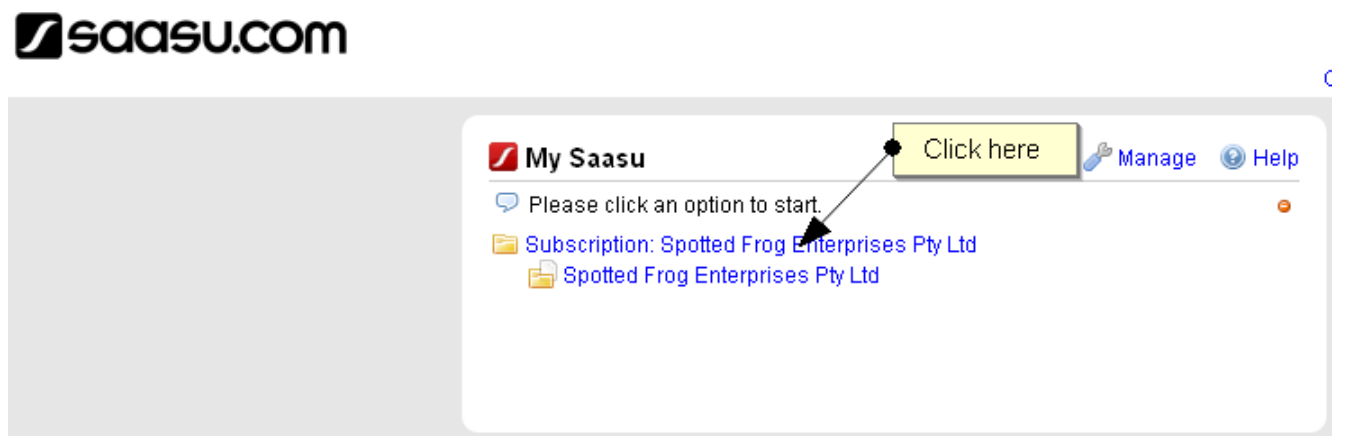 saasu.com
My Saasu
Click here
Manage
Help
Please click an option to start.
Subscription: Spotted Frog Enterprises Pty Ltd
Spotted Frog Enterprises Pty Ltd